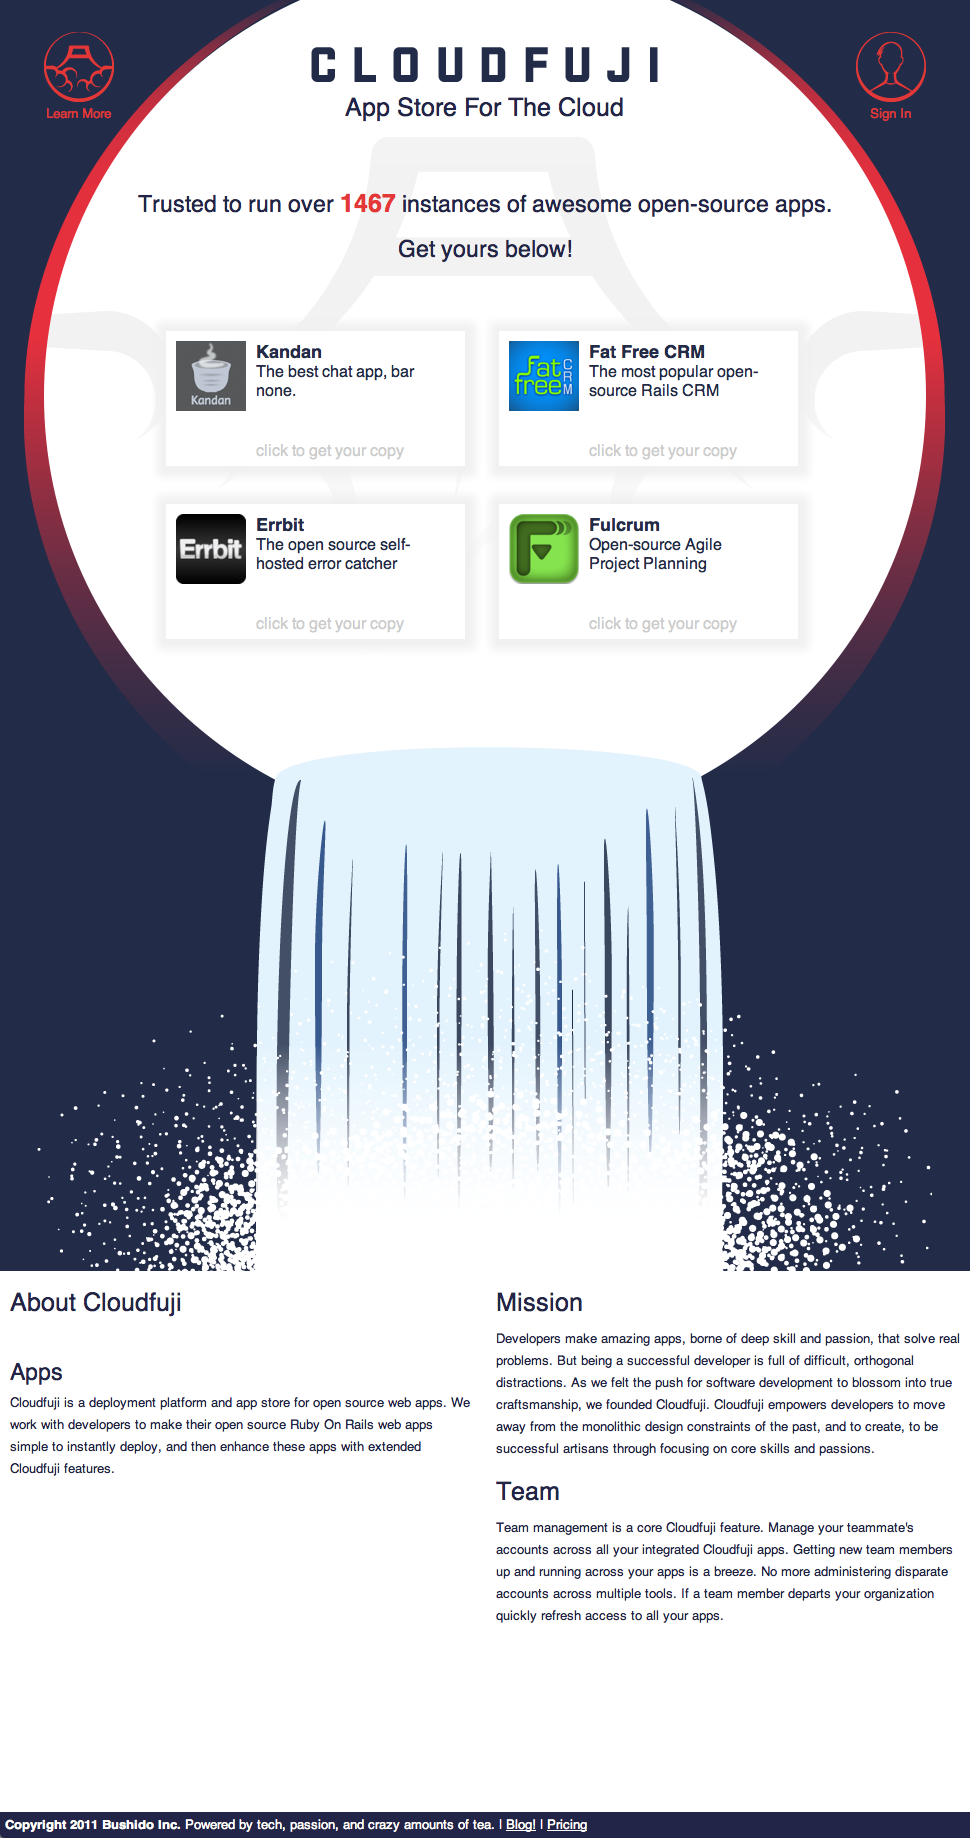 CLOUDFUJI
App Store For The Cloud
Learn More
Sign In
Trusted to run over 1467 instances of awesome open-source apps.
Get yours below!
Kandan
Kandan
The best chat app, bar
none.
click to get your copy
fat
free
CRM
Fat Free CRM
The most popular open-
source Rails CRM
click to get your copy
Errbit
Errbit
The open source self-
hosted error catcher
click to get your copy
F
Fulcrum
Open-source Agile
Project Planning
click to get your copy
About Cloudfuji
Apps
Cloudfuji is a deployment platform and app store for open source web apps. We
work with developers to make their open source Ruby On Rails web apps
simple to instantly deploy, and then enhance these apps with extended
Cloudfuji features.
Mission
Developers make amazing apps, borne of deep skill and passion, that solve real
problems. But being a successful developer is full of difficult, orthogonal
distractions. As we felt the push for software development to blossom into true
craftsmanship, we founded Cloudfuji. Cloudfuji empowers developers to move
away from the monolithic design constraints of the past, and to create, to be
successful artisans through focusing on core skills and passions.
Team
Team management is a core Cloudfuji feature. Manage your teammate's
accounts across all your integrated Cloudfuji apps. Getting new team members
up and running across your apps is a breeze. No more administering disparate
accounts across multiple tools. If a team member departs your organization
quickly refresh access to all your apps.
Copyright 2011 Bushido Inc. Powered by tech, passion, and crazy amounts of tea. | Blog! | Pricing